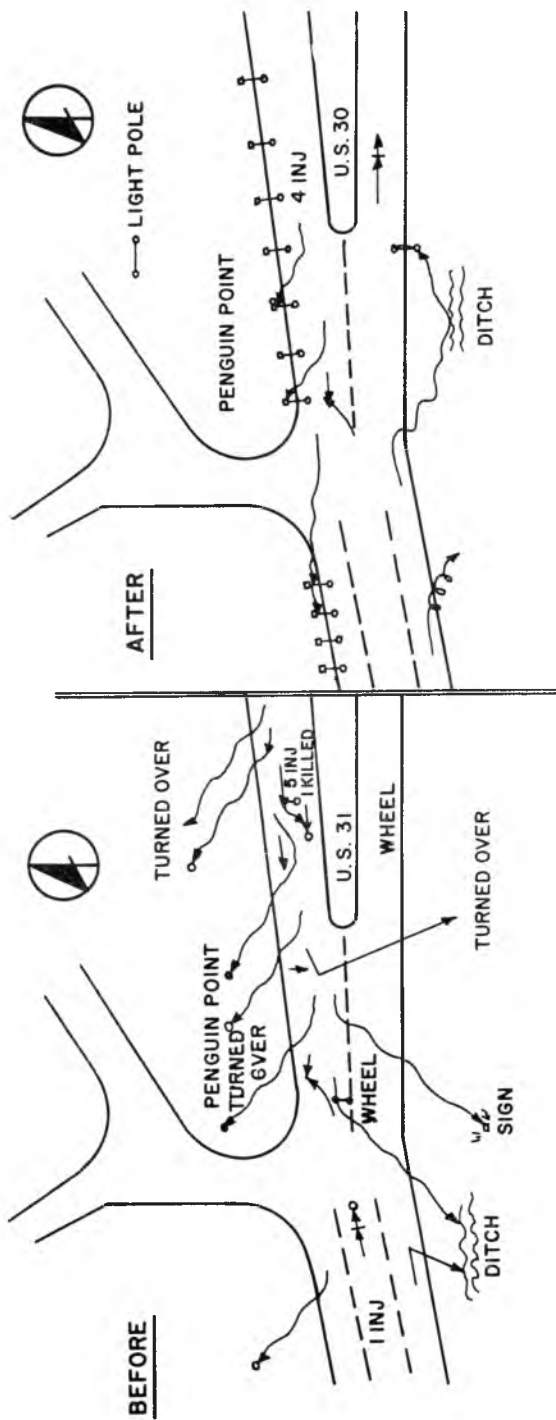 BEFORE
TURNED OVER
PENGUIN POINT
TURNED
GVER
5 INJ
1 KILLED
U.S. 31
WHEEL
WHEEL
1 INJ
DITCH
SIGN
TURNED OVER
AFTER
LIGHT POLE
PENGUIN POINT
4 INJ
U.S. 30
DITCH